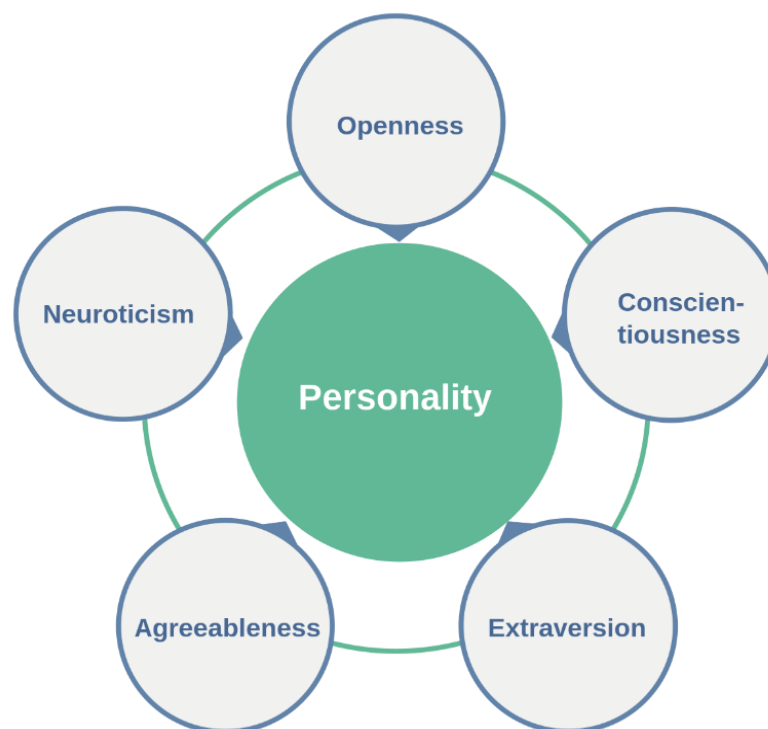 Openness
Conscien-
tiousness
Neuroticism
Personality
Agreeableness
Extraversion